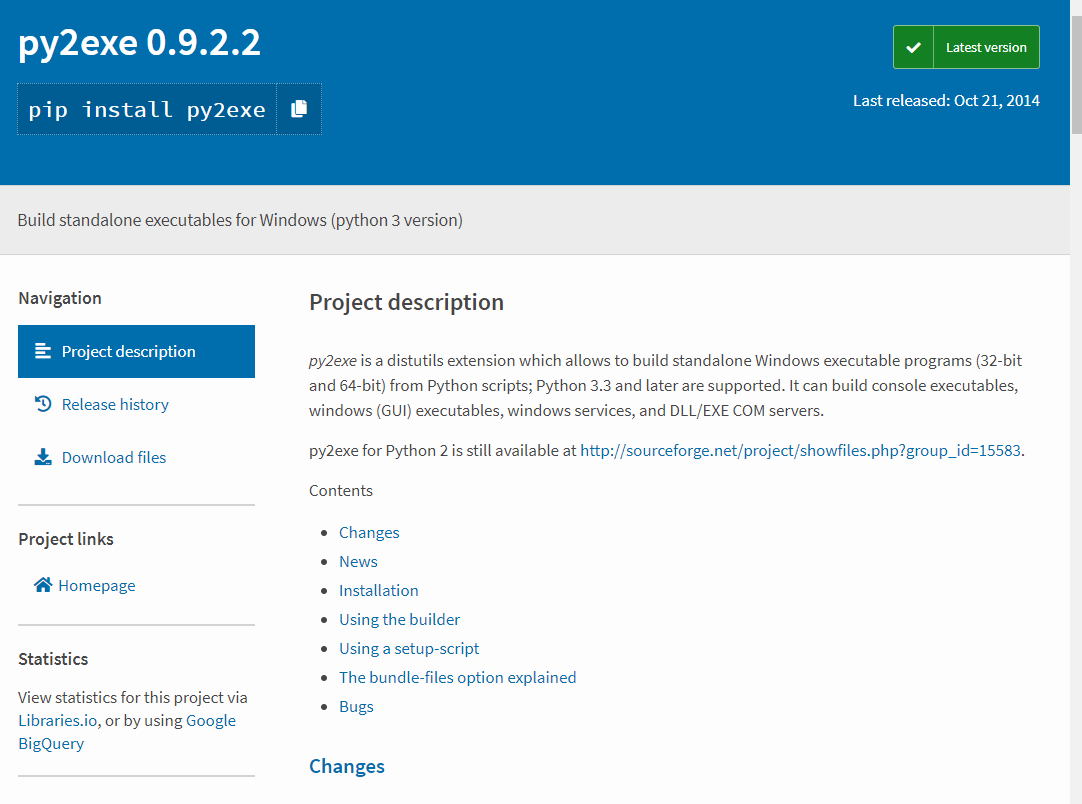 py2exe 0.9.2.2
Latest version
pip install py2exe
Last released: Oct 21, 2014
Build standalone executables for Windows (python 3 version)
Navigation
Project description
Release history
Download files
Project links
Homepage
Statistics
View statistics for this project via
Libraries.io, or by using Google
BigQuery
Project description
py2exe is a distutils extension which allows to build standalone Windows executable programs (32-bit
and 64-bit) from Python scripts; Python 3.3 and later are supported. It can build console executables,
windows (GUI) executables, windows services, and DLL/EXE COM servers.
py2exe for Python 2 is still available at http://sourceforge.net/project/showfiles.php?group_id=15583.
Contents
• Changes
• News
• Installation
• Using the builder
• Using a setup-script
• The bundle-files option explained
• Bugs
Changes